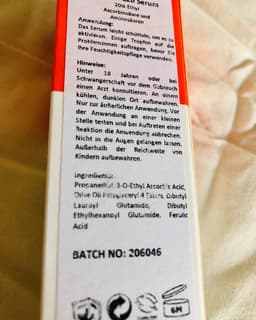 Serum
20% Ethyl
Ascorbinsäure und
Aminosäuren
Anwendung:
Das Serum leicht schütteln, um es zu
aktivieren. Einige Tropfen auf die
Problemzonen auftragen, bevor Sie
Ihre Feuchtigkeitspflege verwenden.
Hinweise:
Unter 18 Jahren oder bei
Schwangerschaft vor dem Gebrauch
einen Arzt konsultieren. An einem
kühlen, dunklen Ort aufbewahren.
Nur zur äußerlichen Anwendung. Vor
der Anwendung an einer kleinen
Stelle testen und bei Auftreten einer
Reaktion die Anwendung abbrechen.
Nicht in die Augen gelangen lassen.
Außerhalb der Reichweite von
Kindern aufbewahren.
Ingredients:
Propanediol, 3-O-Ethyl Ascorbic Acid,
Olive Oil Polyglyceryl 4 Esters, Dibutyl
Lauroyl Glutamide, Dibutyl
Ethylhexanoyl Glutamide, Ferulic
Acid
BATCH NO: 206046
6M